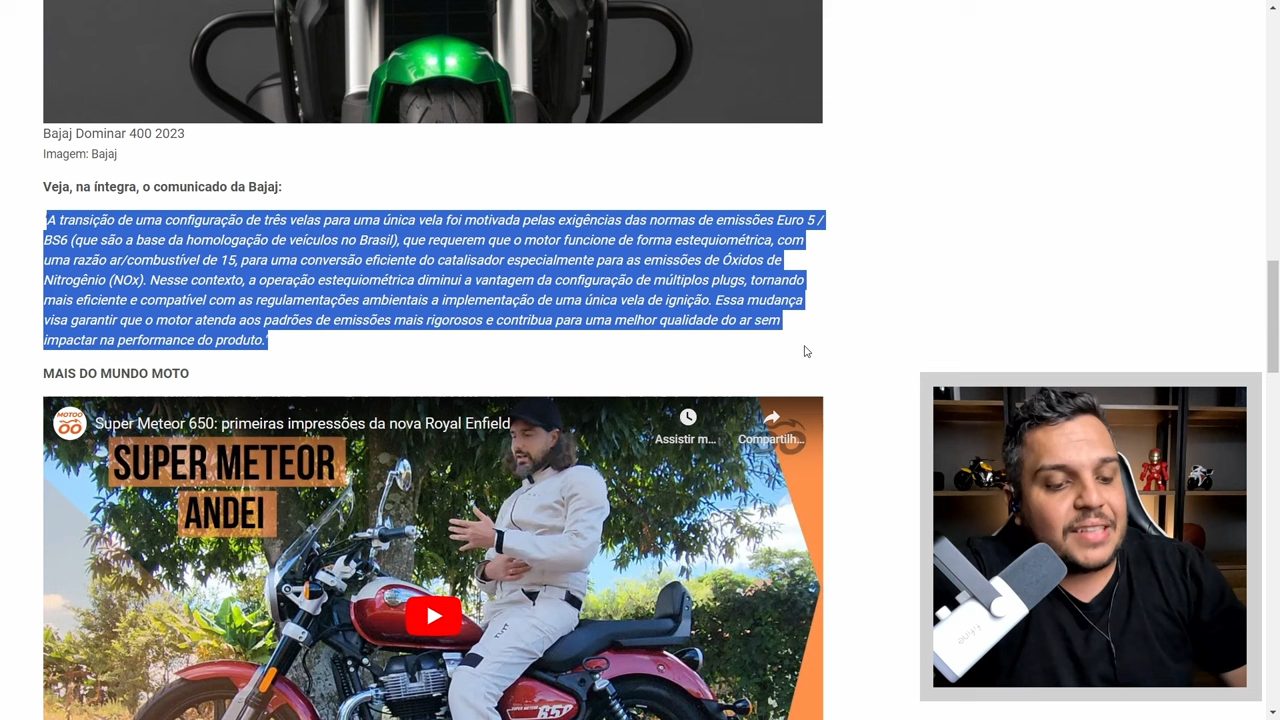 Bajaj Dominar 400 2023
Imagem: Bajaj
Veja, na íntegra, o comunicado da Bajaj:
"A transição de uma configuração de três velas para uma única vela foi motivada pelas exigências das normas de emissões Euro 5 /
BS6 (que são a base da homologação de veículos no Brasil), que requerem que o motor funcione de forma estequiométrica, com
uma razão ar/combustível de 15, para uma conversão eficiente do catalisador especialmente para as emissões de Óxidos de
Nitrogênio (NOx). Nesse contexto, a operação estequiométrica diminui a vantagem da configuração de múltiplos plugs, tornando
mais eficiente e compatível com as regulamentações ambientais a implementação de uma única vela de ignição. Essa mudança
visa garantir que o motor atenda aos padrões de emissões mais rigorosos e contribua para uma melhor qualidade do ar sem
impactar na performance do produto."
MAIS DO MUNDO MOTO
MOTOO
Super Meteor 650: primeiras impressões da nova Royal Enfield
Assistir m...
Compartilh...
SUPER METEOR
ANDEI